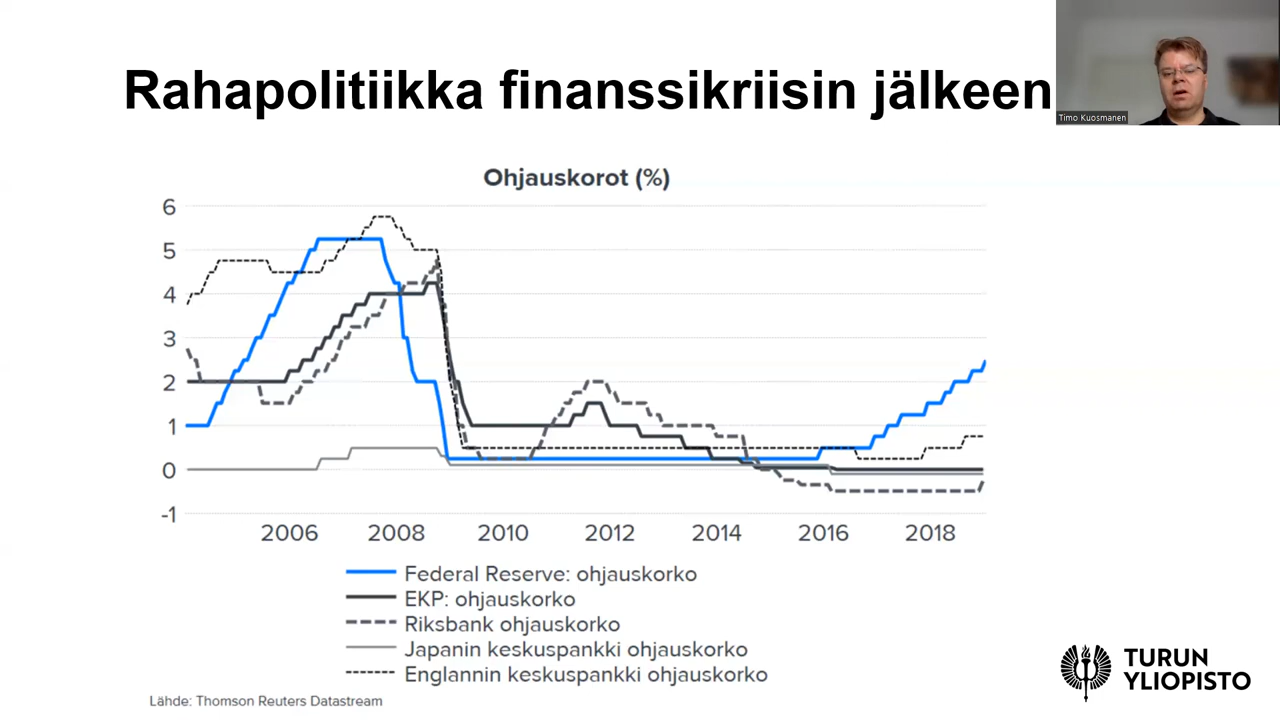 Rahapolitiikka finanssikriisin jälkeen
Timo Kuosmanen
Ohjauskorot (%)
6
5
4
3
2
1
0
-1
2006 2008 2010 2012 2014 2016 2018
Federal Reserve: ohjauskorko
EKP: ohjauskorko
Riksbank ohjauskorko
Japanin keskuspankki ohjauskorko
Englannin keskuspankki ohjauskorko
Lähde: Thomson Reuters Datastream
TURUN
YLIOPISTO